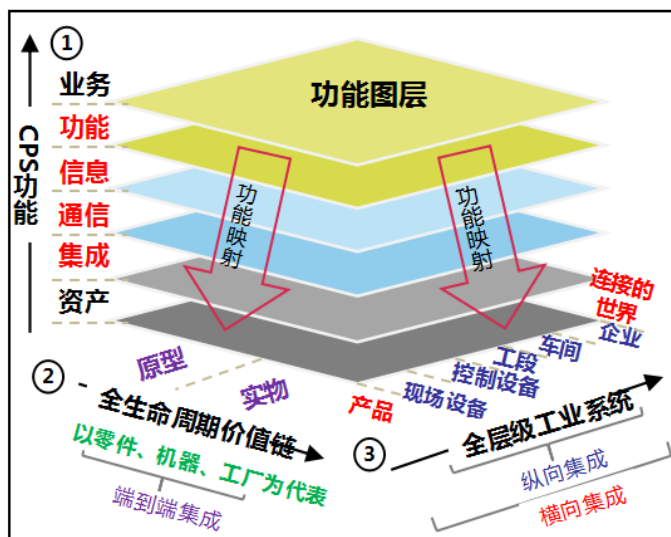 ①
业务
功能图层
功能
信息
通信
集成
资产
CPS功能
功能映射
功能映射
连接的
世界
企业
车间
工段
控制设备
现场设备
产品
原型
实物
②
全生命周期价值链
以零件、机器、工厂为代表
端到端集成
③
全层级工业系统
纵向集成
横向集成